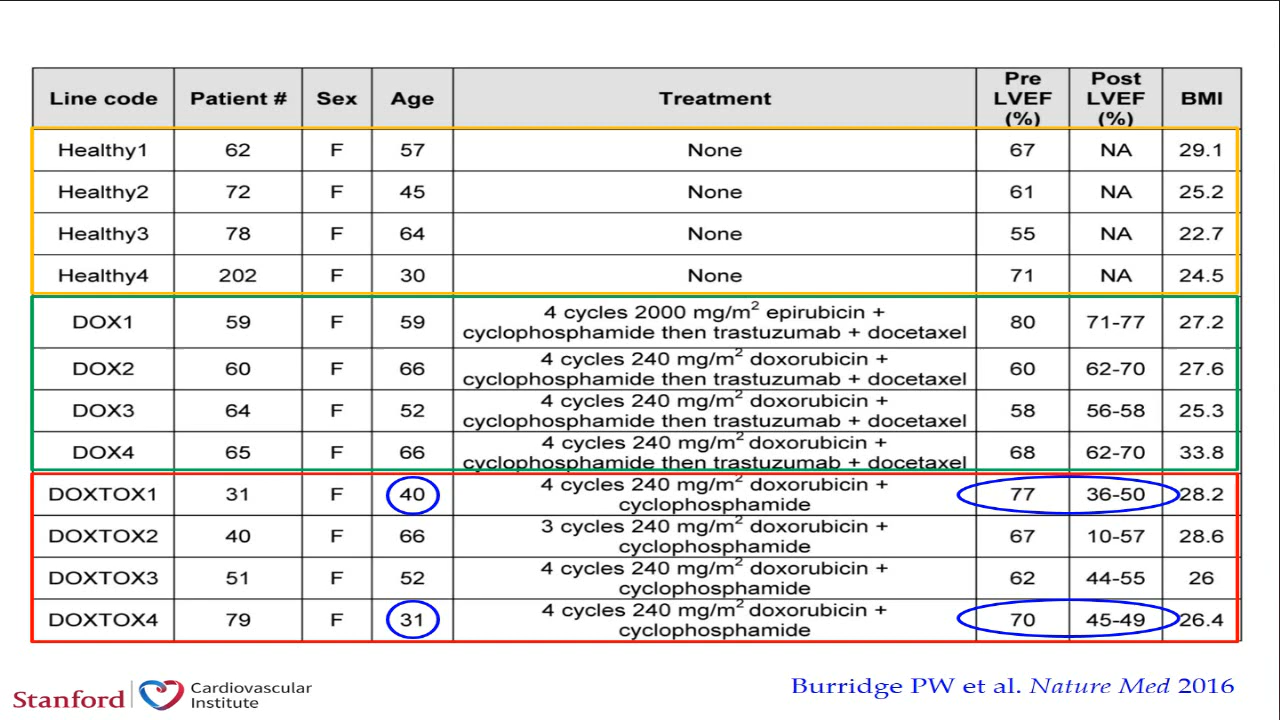 Line code Patient # Sex Age Treatment Pre LVEF (%) Post LVEF (%) BMI
Healthy1 62 F 57 None 67 NA 29.1
Healthy2 72 F 45 None 61 NA 25.2
Healthy3 78 F 64 None 55 NA 22.7
Healthy4 202 F 30 None 71 NA 24.5
DOX1 59 F 59 4 cycles 2000 mg/m² epirubicin + cyclophosphamide then trastuzumab + docetaxel 80 71-77 27.2
DOX2 60 F 66 4 cycles 240 mg/m² doxorubicin + cyclophosphamide then trastuzumab + docetaxel 60 62-70 27.6
DOX3 64 F 52 4 cycles 240 mg/m² doxorubicin + cyclophosphamide then trastuzumab + docetaxel 58 56-58 25.3
DOX4 65 F 66 4 cycles 240 mg/m² doxorubicin + cyclophosphamide then trastuzumab + docetaxel 68 62-70 33.8
DOXTOX1 31 F 40 4 cycles 240 mg/m² doxorubicin + cyclophosphamide 77 36-50 28.2
DOXTOX2 40 F 66 3 cycles 240 mg/m² doxorubicin + cyclophosphamide 67 10-57 28.6
DOXTOX3 51 F 52 4 cycles 240 mg/m² doxorubicin + cyclophosphamide 62 44-55 26
DOXTOX4 79 F 31 4 cycles 240 mg/m² doxorubicin + cyclophosphamide 70 45-49 26.4
Stanford Cardiovascular Institute
Burridge PW et al. Nature Med 2016